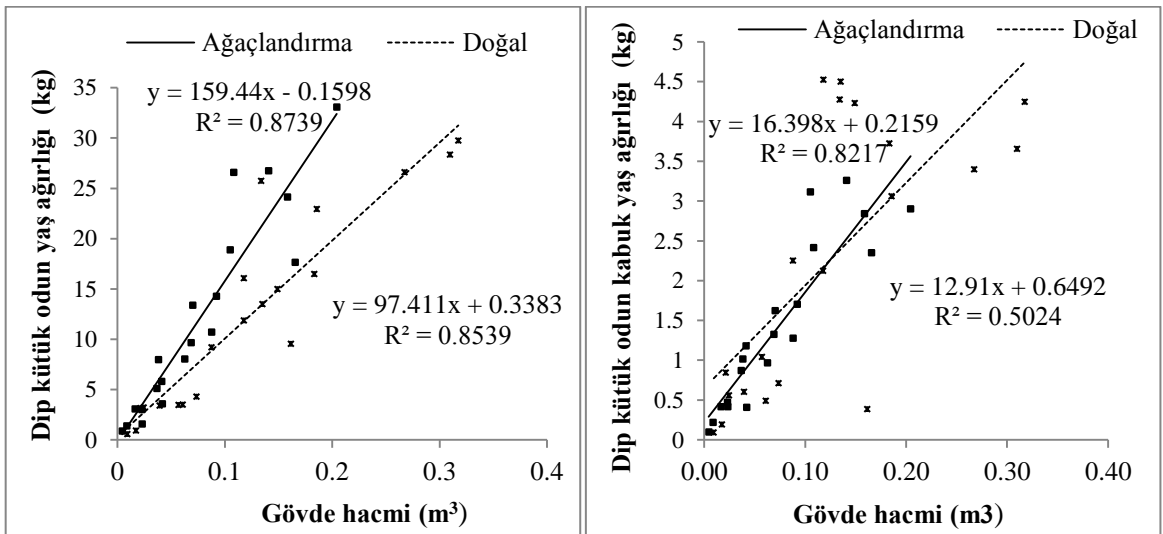 Ağaçlandırma Doğal
Dip kütük odun yaş ağırlığı (kg)
35
30
25
20
15
10
5
0
y = 159.44x - 0.1598
R² = 0.8739
y = 97.411x + 0.3383
R² = 0.8539
0 0.1 0.2 0.3 0.4
Gövde hacmi (m³)
Ağaçlandırma Doğal
Dip kütük odun kabuk yaş ağırlığı (kg)
5
4.5
4
3.5
3
2.5
2
1.5
1
0.5
0
y = 16.398x + 0.2159
R² = 0.8217
y = 12.91x + 0.6492
R² = 0.5024
0.00 0.10 0.20 0.30 0.40
Gövde hacmi (m3)